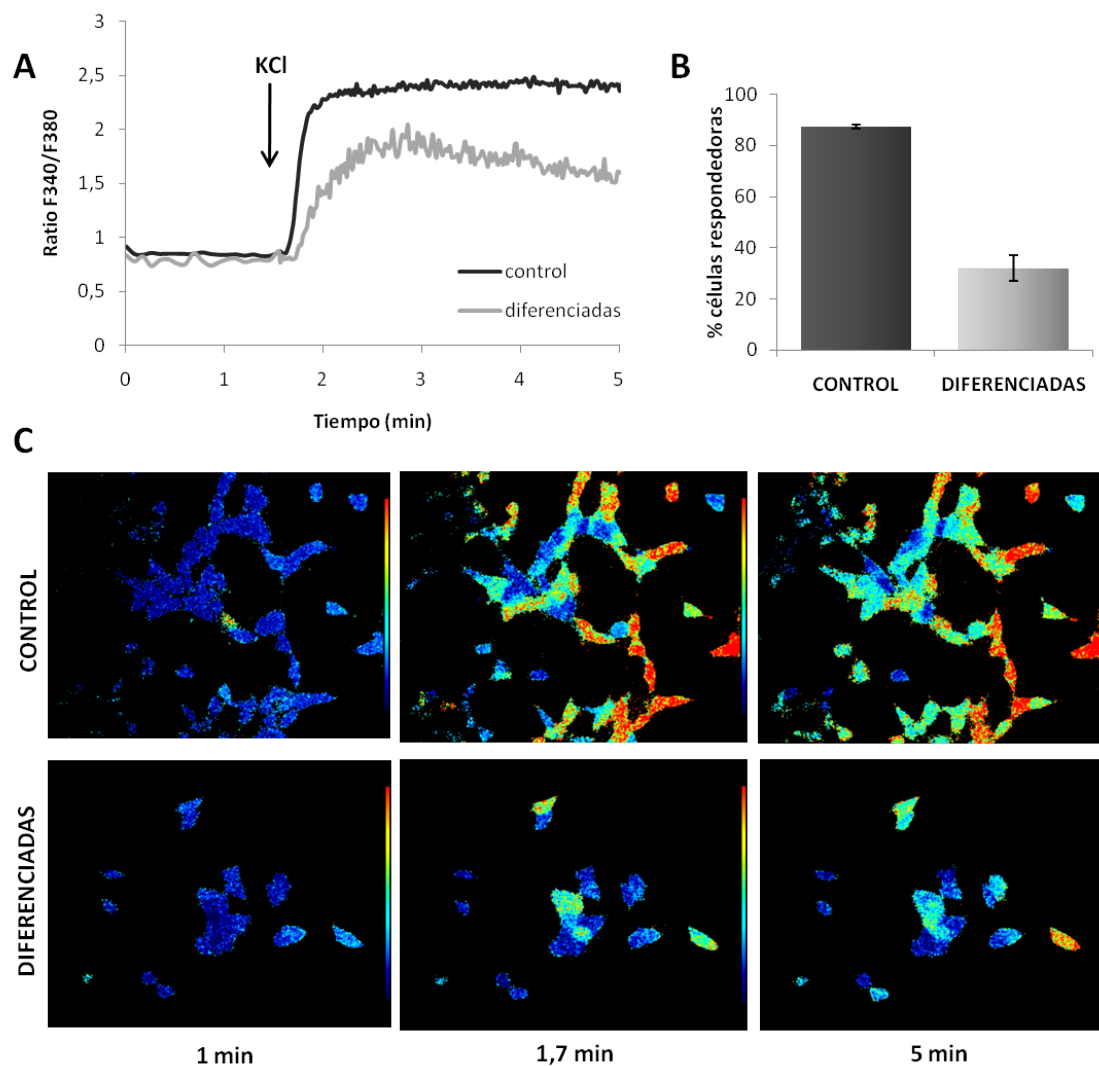 A
Ratio F340/F380
3
2,5
2
1,5
1
0,5
0
KCl
control
diferenciadas
0 1 2 3 4 5
Tiempo (min)
B
% células respondedoras
100
80
60
40
20
0
CONTROL DIFERENCIADAS
C
CONTROL
DIFERENCIADAS
1 min 1,7 min 5 min